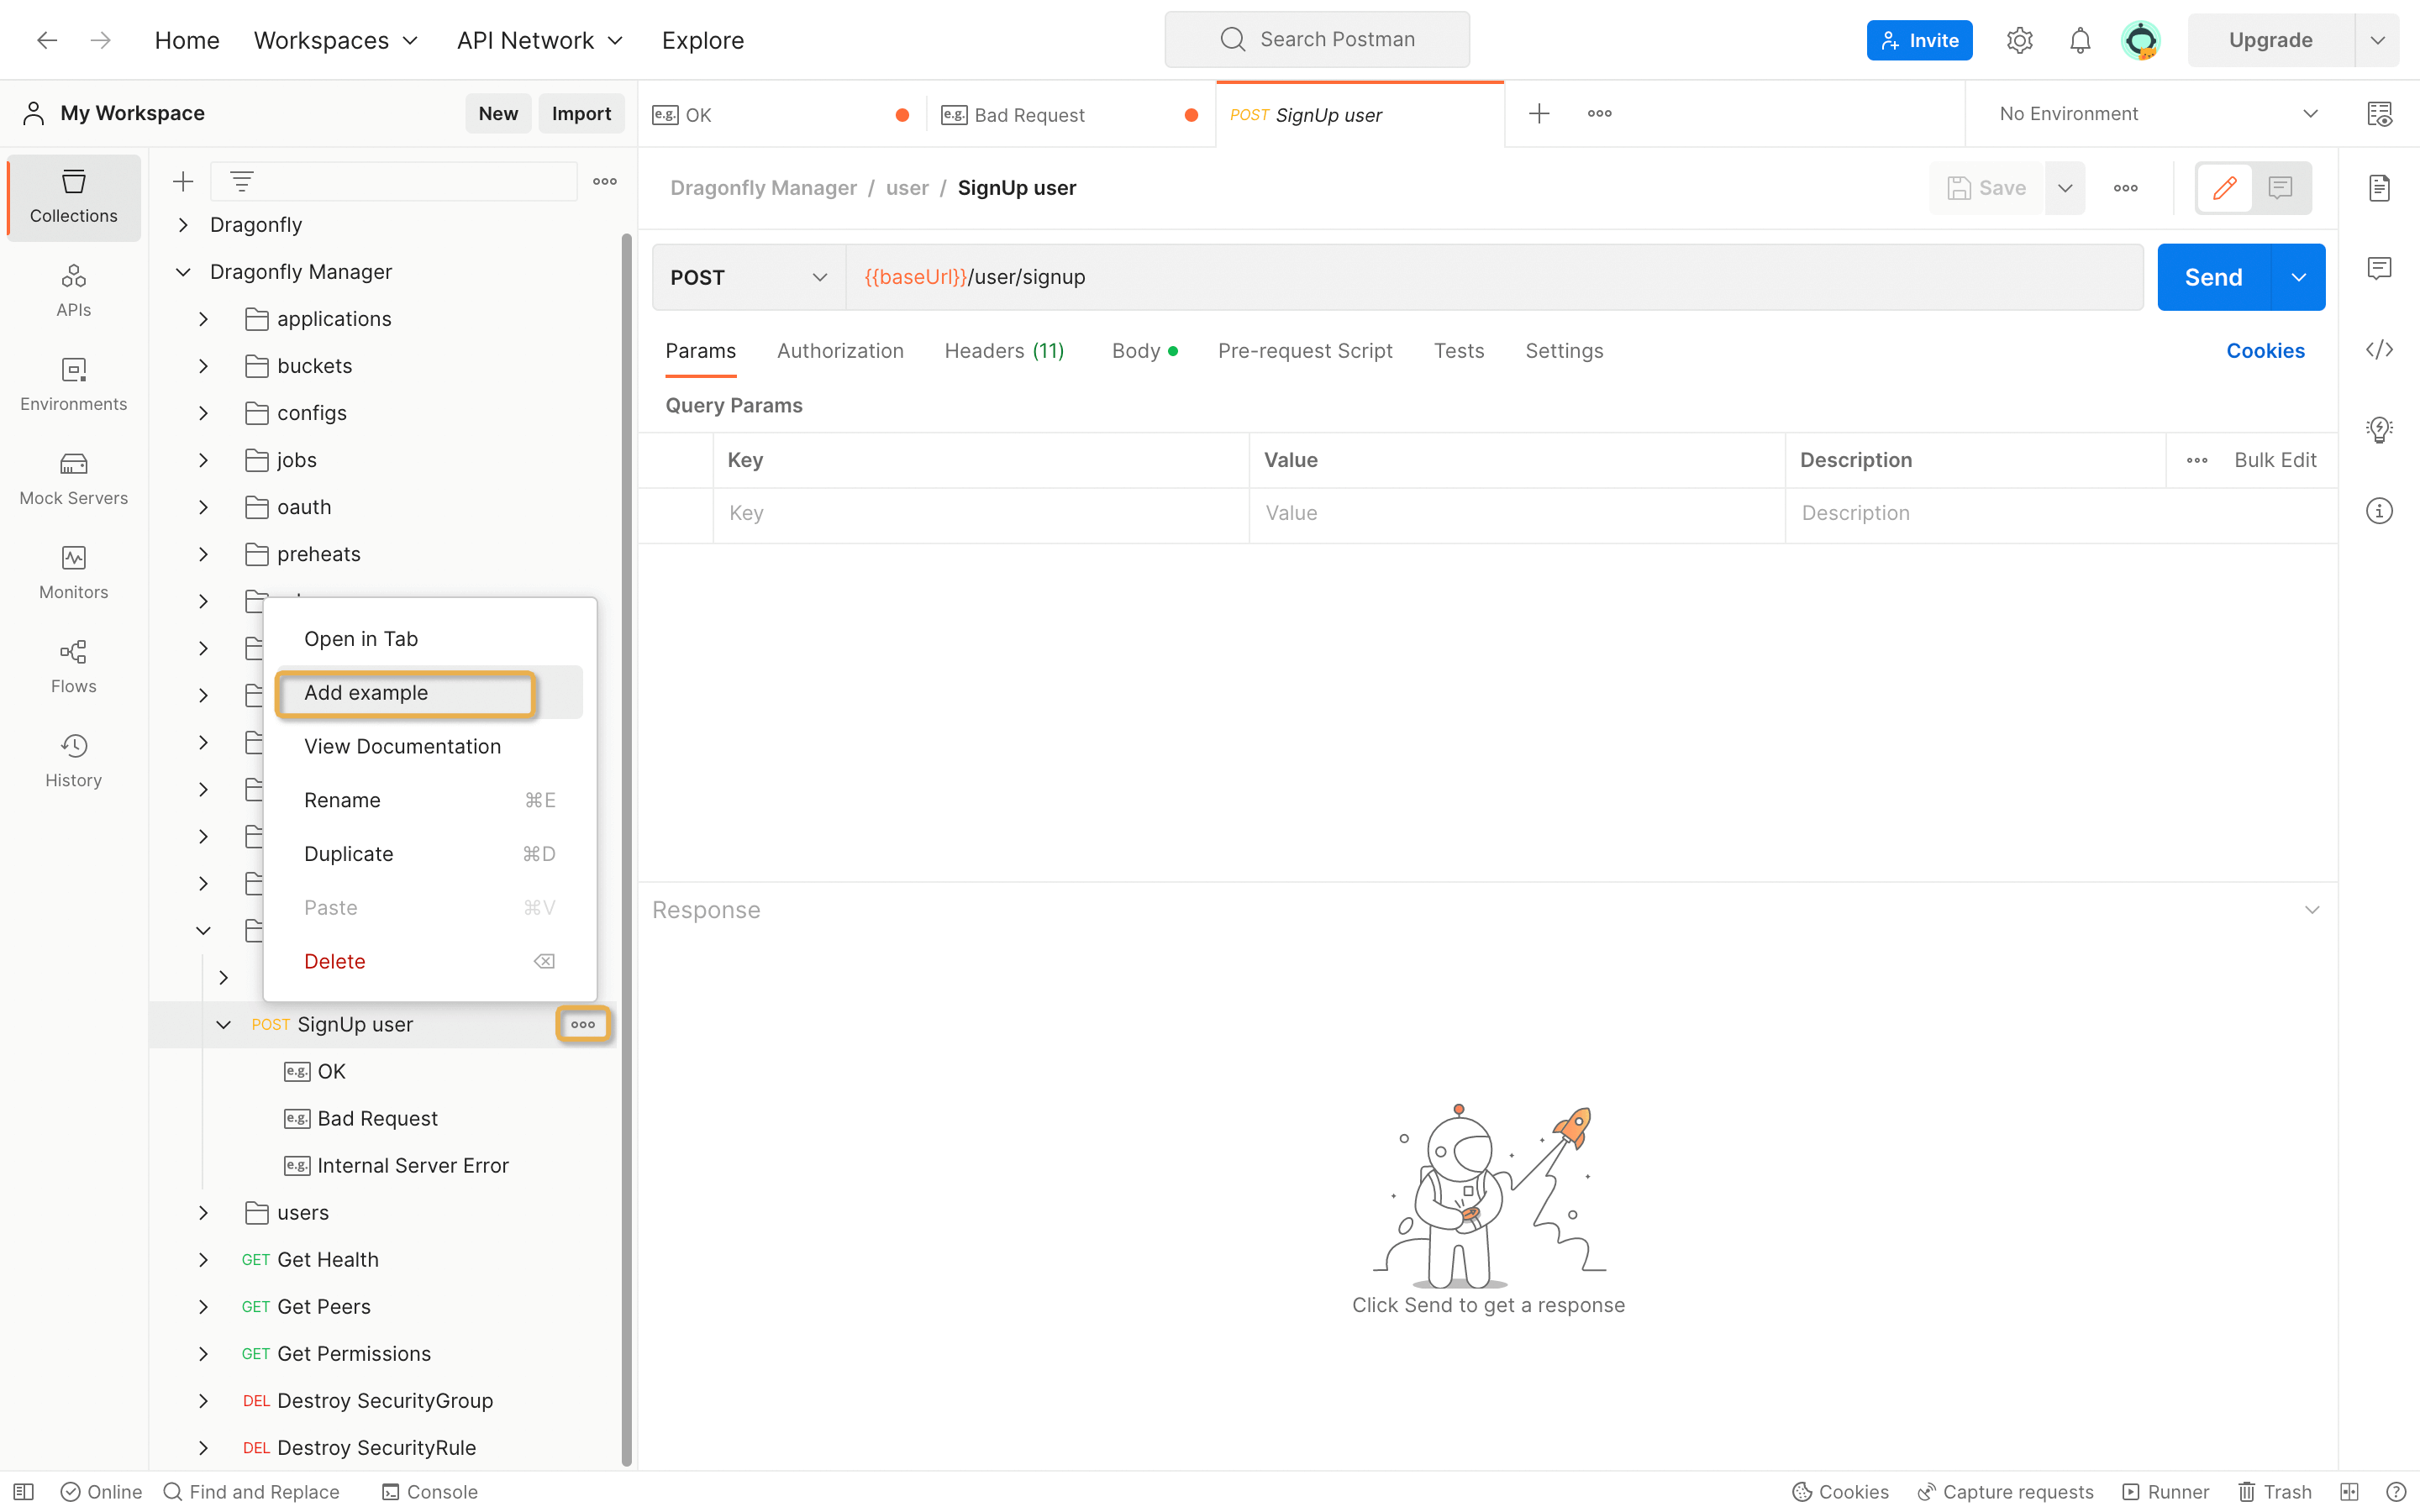 Home Workspaces API Network Explore Search Postman Invite Upgrade
My Workspace New Import
e.g. OK e.g. Bad Request POST SignUp user No Environment
Collections
APIs
Environments
Mock Servers
Monitors
Flows
History
Dragonfly
Dragonfly Manager
applications
buckets
configs
jobs
oauth
preheats
Open in Tab
Add example
View Documentation
Rename ⌘E
Duplicate ⌘D
Paste ⌘V
Delete
POST SignUp user
e.g. OK
e.g. Bad Request
e.g. Internal Server Error
users
GET Get Health
GET Get Peers
GET Get Permissions
DEL Destroy SecurityGroup
DEL Destroy SecurityRule
Dragonfly Manager / user / SignUp user Save
POST {{baseUrl}}/user/signup Send
Params Authorization Headers (11) Body Pre-request Script Tests Settings Cookies
Query Params
Key Value Description Bulk Edit
Key Value Description
Response
Click Send to get a response
Online Find and Replace Console Cookies Capture requests Runner Trash